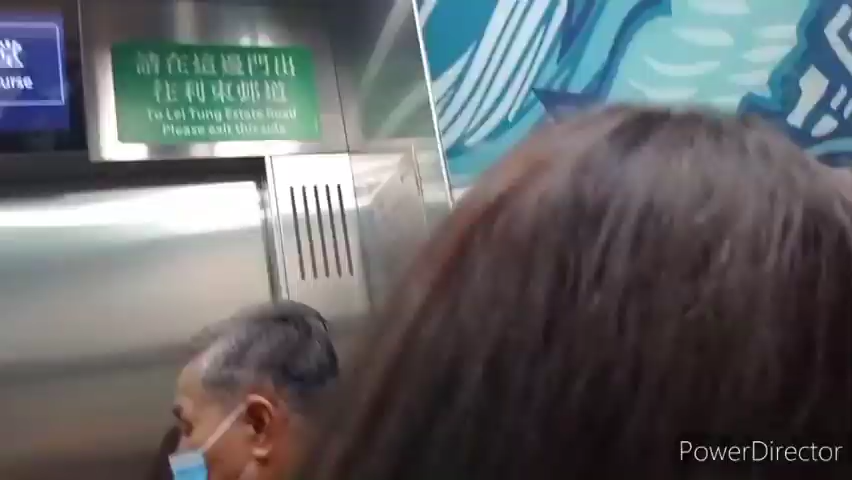 urse
請在這邊門出
往利東邨道
To Lei Tung Estate Road
Please exit this side
PowerDirector